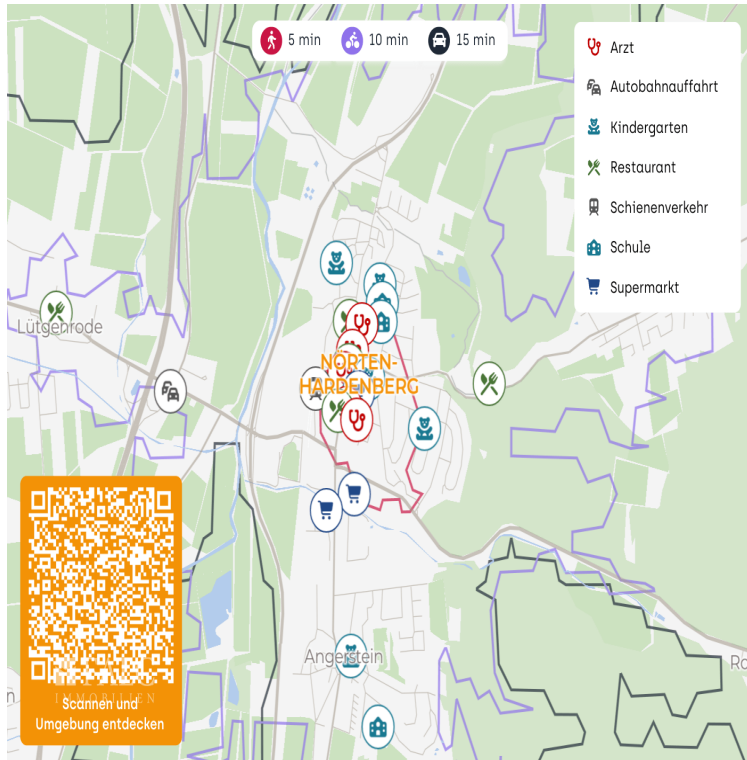 5 min
10 min
15 min
Arzt
Autobahnauffahrt
Kindergarten
Restaurant
Schienenverkehr
Schule
Supermarkt
Lütgenrode
NÖRTEN-
HARDENBERG
Angerstein
IMMOBILIEN
Scannen und
Umgebung entdecken